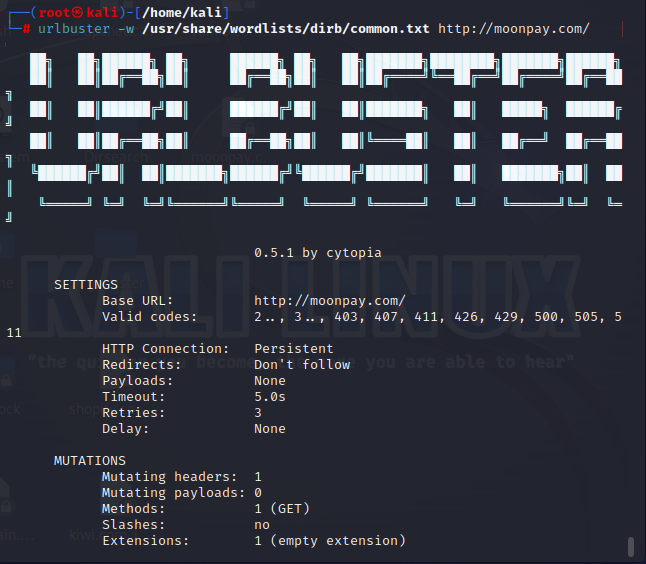 ┌──(root㉿kali)-[/home/kali]
└─# urlbuster -w /usr/share/wordlists/dirb/common.txt http://moonpay.com/
URLBUSTER
0.5.1 by cytopia
SETTINGS
Base URL: http://moonpay.com/
Valid codes: 2.., 3.., 403, 407, 411, 426, 429, 500, 505, 5
11
HTTP Connection: Persistent
Redirects: Don't follow
Payloads: None
Timeout: 5.0s
Retries: 3
Delay: None
MUTATIONS
Mutating headers: 1
Mutating payloads: 0
Methods: 1 (GET)
Slashes: no
Extensions: 1 (empty extension)
KALI LINUX